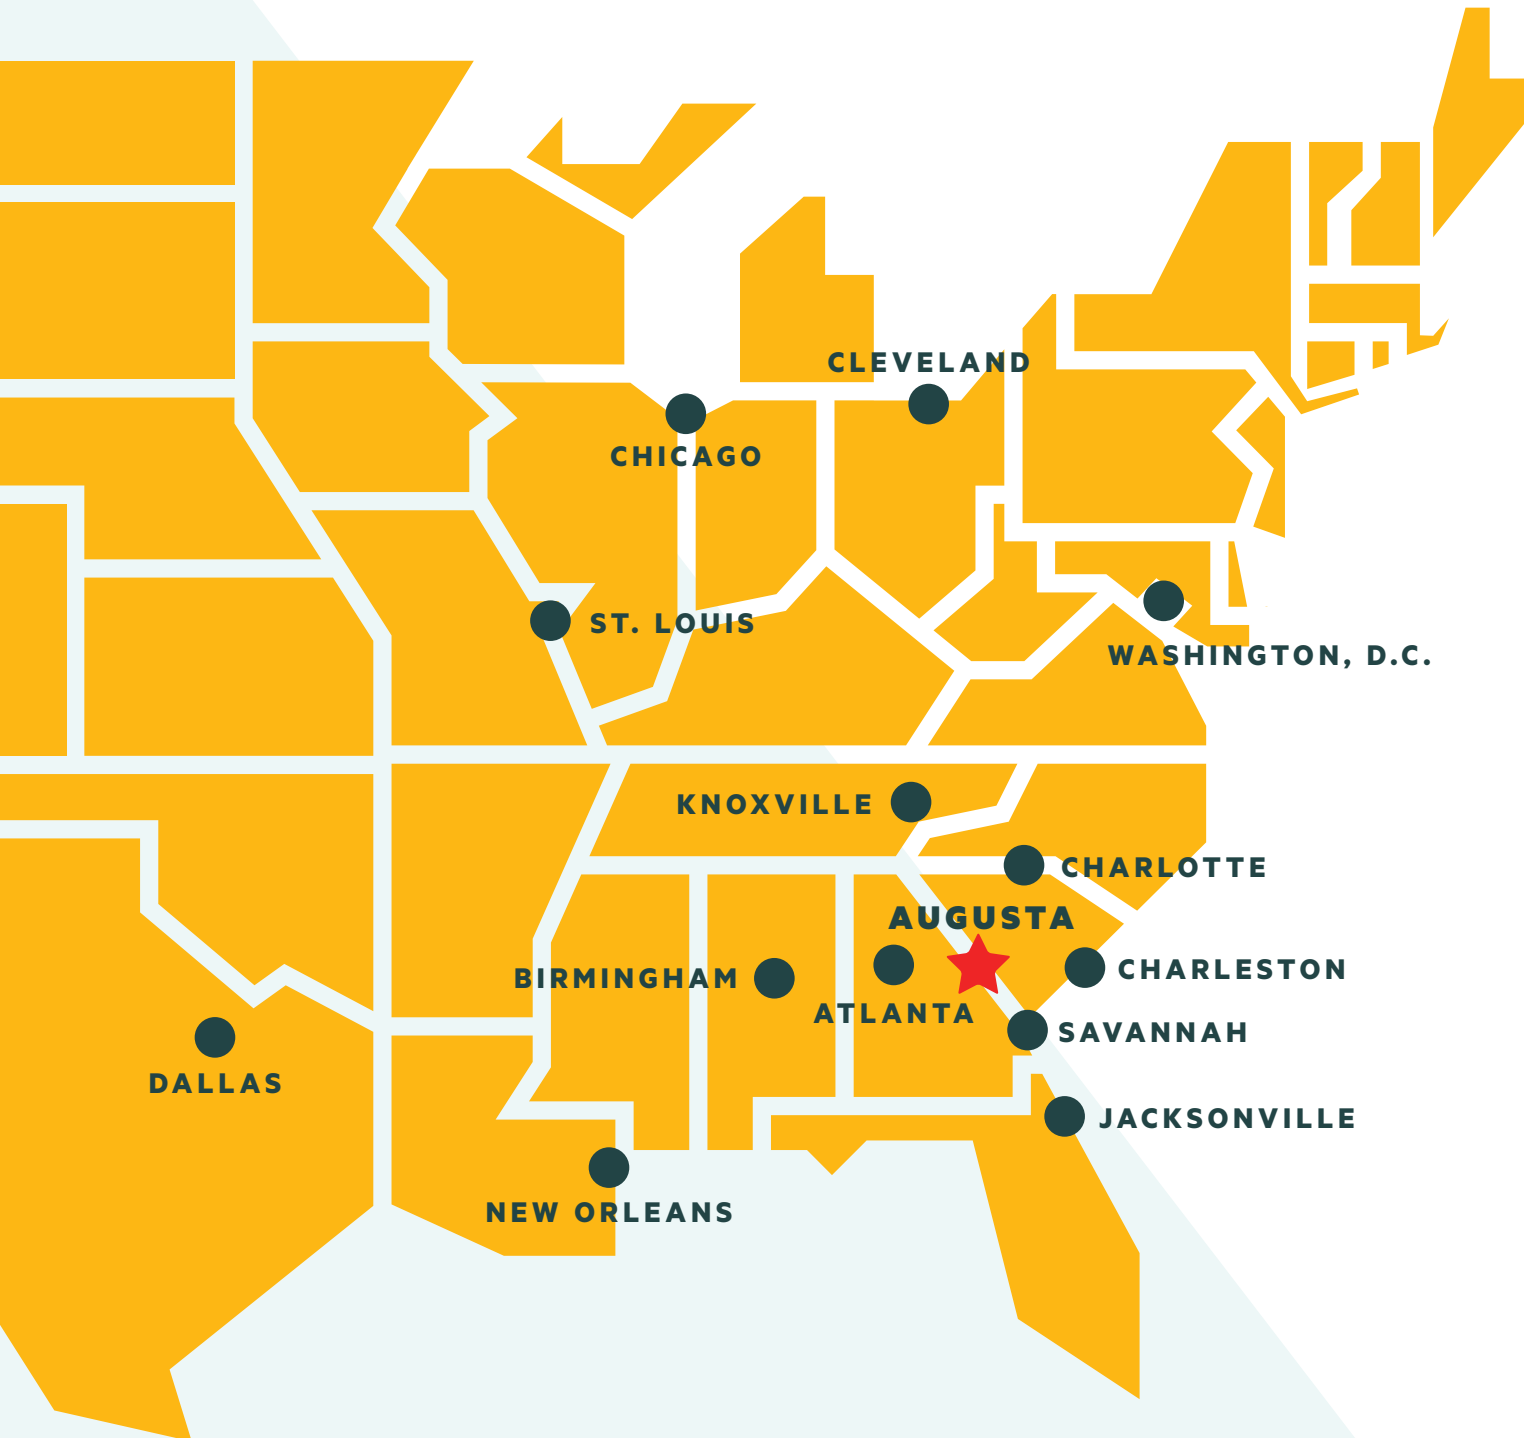 CLEVELAND
CHICAGO
ST. LOUIS
WASHINGTON, D.C.
KNOXVILLE
CHARLOTTE
AUGUSTA
BIRMINGHAM
CHARLESTON
ATLANTA
SAVANNAH
DALLAS
JACKSONVILLE
NEW ORLEANS